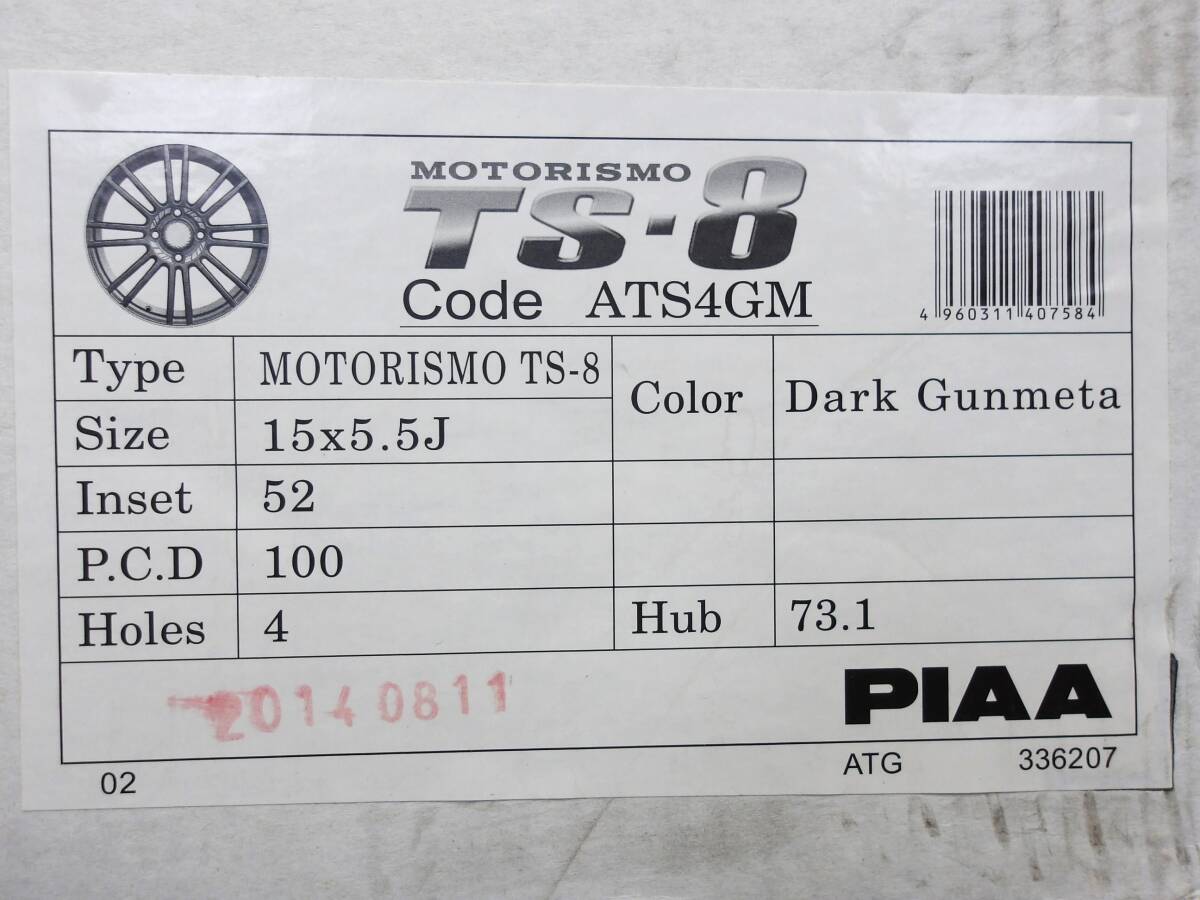 MOTORISMO
TS-8
Code ATS4GM
4 960311 407584
Type MOTORISMO TS-8
Color Dark Gunmeta
Size 15x5.5J
Inset 52
P.C.D 100
Holes 4
Hub 73.1
20140811
PIAA
02
ATG 336207